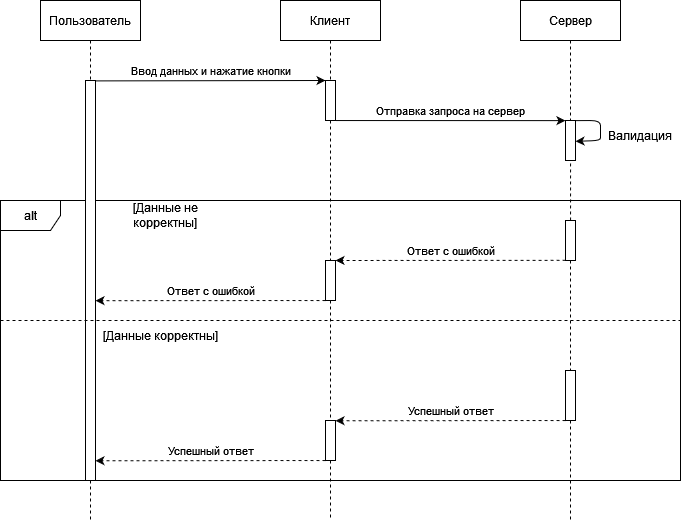 Пользователь
Клиент
Сервер
Ввод данных и нажатие кнопки
Отправка запроса на сервер
Валидация
alt
[Данные не
корректны]
Ответ с ошибкой
Ответ с ошибкой
[Данные корректны]
Успешный ответ
Успешный ответ